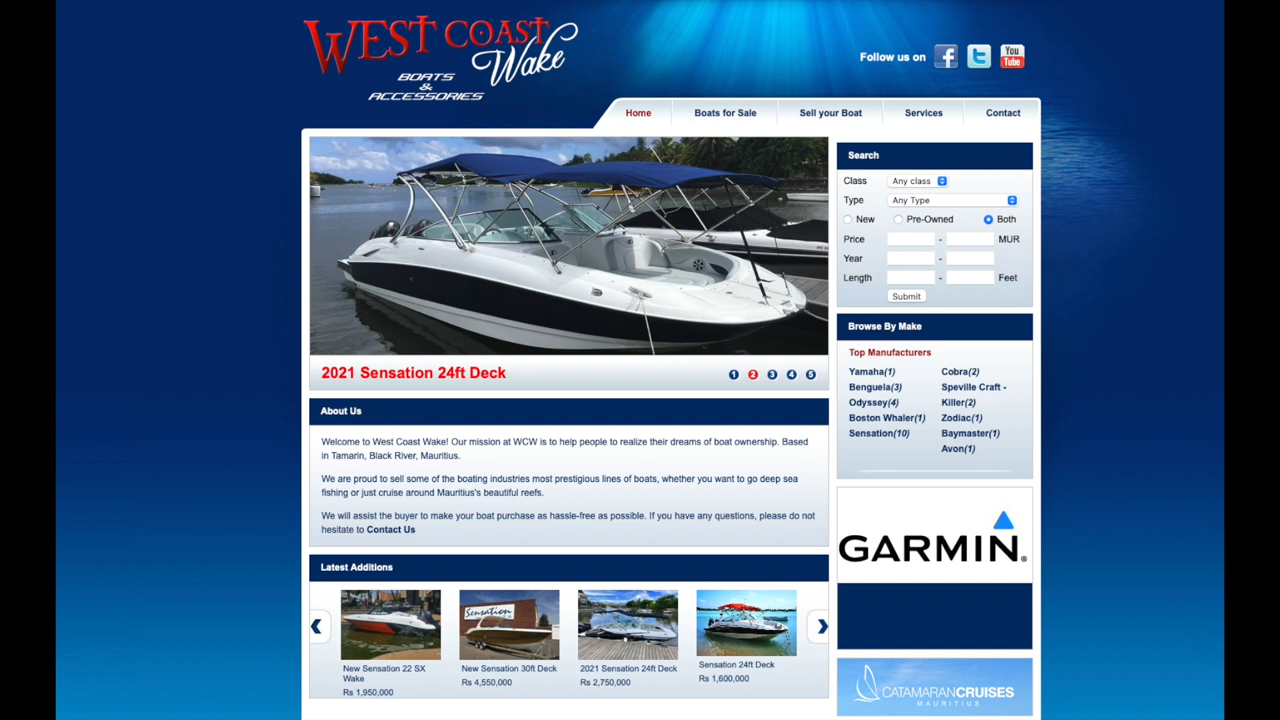 WEST COAST
Wake
BOATS
&
ACCESSORIES
Follow us on
You
Tube
Home
Boats for Sale
Sell your Boat
Services
Contact
2021 Sensation 24ft Deck
1 2 3 4 5
About Us
Welcome to West Coast Wake! Our mission at WCW is to help people to realize their dreams of boat ownership. Based
in Tamarin, Black River, Mauritius.
We are proud to sell some of the boating industries most prestigious lines of boats, whether you want to go deep sea
fishing or just cruise around Mauritius's beautiful reefs.
We will assist the buyer to make your boat purchase as hassle-free as possible. If you have any questions, please do not
hesitate to Contact Us
Latest Additions
Sensation
New Sensation 22 SX
Wake
Rs 1,950,000
New Sensation 30ft Deck
Rs 4,550,000
2021 Sensation 24ft Deck
Rs 2,750,000
Sensation 24ft Deck
Rs 1,600,000
Search
Class Any class
Type Any Type
New Pre-Owned Both
Price - MUR
Year -
Length - Feet
Submit
Browse By Make
Top Manufacturers
Yamaha(1)
Benguela(3)
Odyssey(4)
Boston Whaler(1)
Sensation(10)
Cobra(2)
Speville Craft -
Killer(2)
Zodiac(1)
Baymaster(1)
Avon(1)
GARMIN®
CATAMARANCRUISES
MAURITIUS